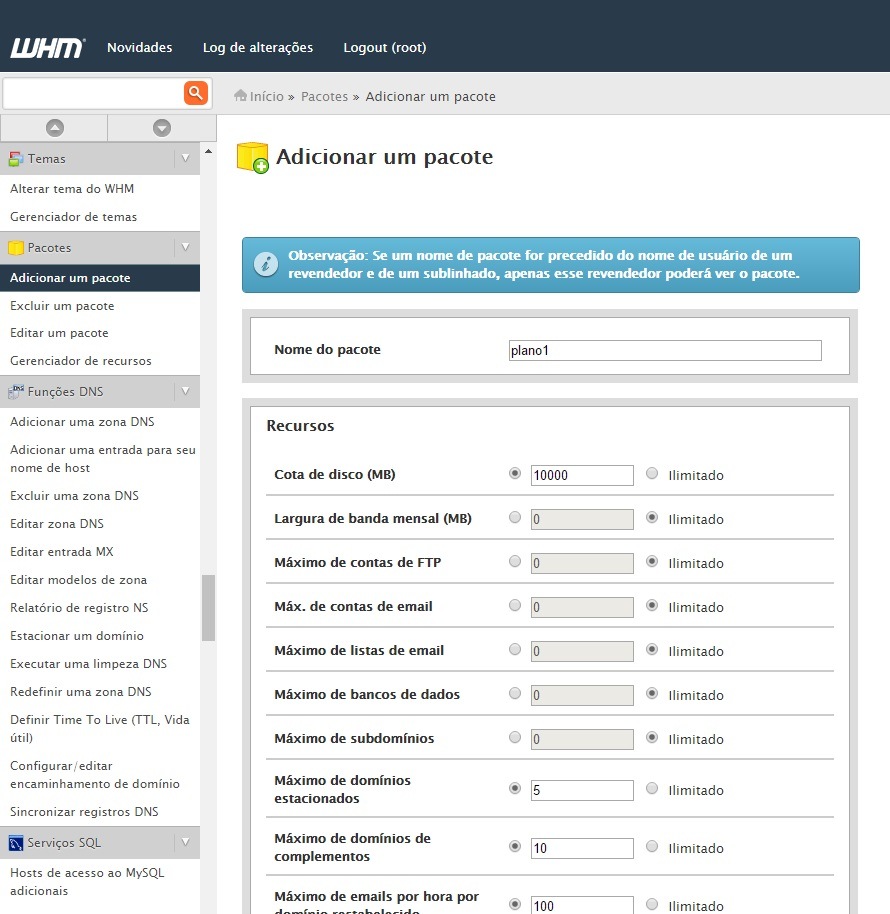 WHM
Novidades
Log de alterações
Logout (root)
Início » Pacotes » Adicionar um pacote
Temas
Alterar tema do WHM
Gerenciador de temas
Pacotes
Adicionar um pacote
Excluir um pacote
Editar um pacote
Gerenciador de recursos
Funções DNS
Adicionar uma zona DNS
Adicionar uma entrada para seu
nome de host
Excluir uma zona DNS
Editar zona DNS
Editar entrada MX
Editar modelos de zona
Relatório de registro NS
Estacionar um domínio
Executar uma limpeza DNS
Redefinir uma zona DNS
Definir Time To Live (TTL, Vida
útil)
Configurar/editar
encaminhamento de domínio
Sincronizar registros DNS
Serviços SQL
Hosts de acesso ao MySQL
adicionais
Adicionar um pacote
Observação: Se um nome de pacote for precedido do nome de usuário de um
revendedor e de um sublinhado, apenas esse revendedor poderá ver o pacote.
Nome do pacote plano1
Recursos
Cota de disco (MB) 10000 Ilimitado
Largura de banda mensal (MB) 0 Ilimitado
Máximo de contas de FTP 0 Ilimitado
Máx. de contas de email 0 Ilimitado
Máximo de listas de email 0 Ilimitado
Máximo de bancos de dados 0 Ilimitado
Máximo de subdomínios 0 Ilimitado
Máximo de domínios
estacionados 5 Ilimitado
Máximo de domínios de
complementos 10 Ilimitado
Máximo de emails por hora por
domínio restabelecido 100 Ilimitado